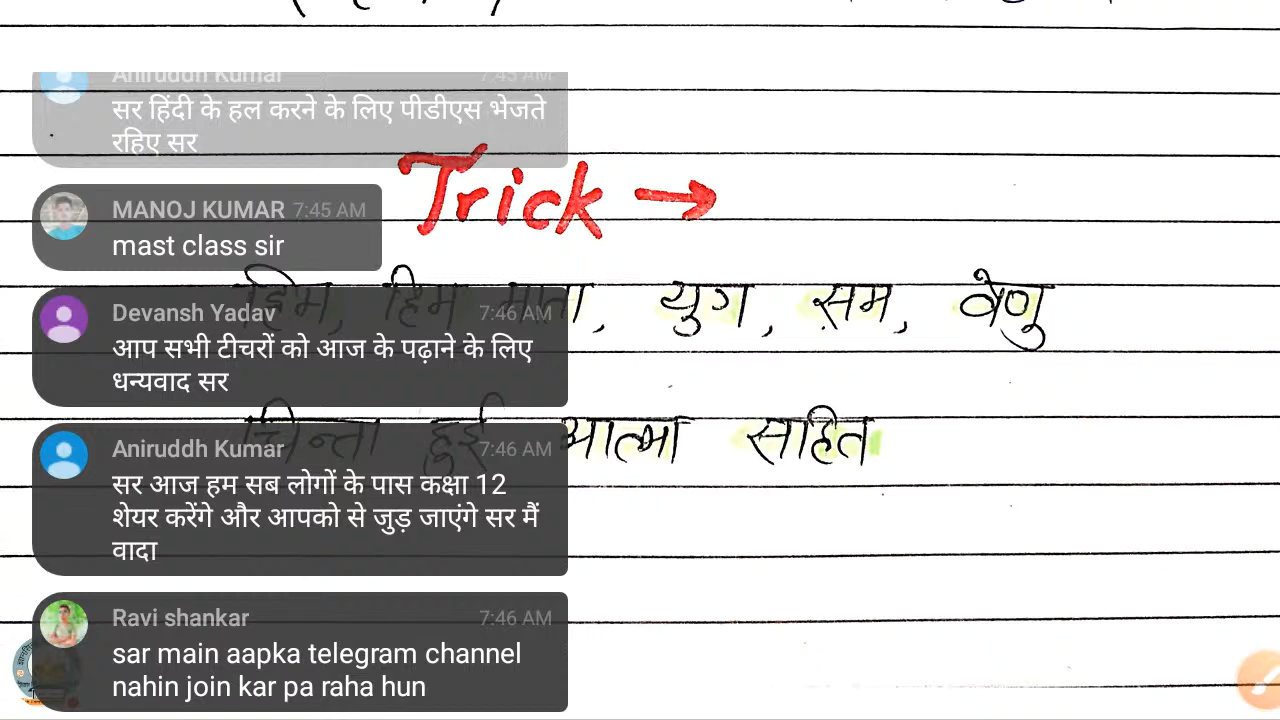 Aniruddh Kumar 7:45 AM
सर हिंदी के हल करने के लिए पीडीएस भेजते
रहिए सर
Trick →
MANOJ KUMAR 7:45 AM
mast class sir
हिम, हिम माता, युग, सम, वेणु
Devansh Yadav 7:46 AM
आप सभी टीचरों को आज के पढ़ाने के लिए
धन्यवाद सर
चिन्ता हुई आत्मा सहित
Aniruddh Kumar 7:46 AM
सर आज हम सब लोगों के पास कक्षा 12
शेयर करेंगे और आपको से जुड़ जाएंगे सर मैं
वादा
Ravi shankar 7:46 AM
sar main aapka telegram channel
nahin join kar pa raha hun